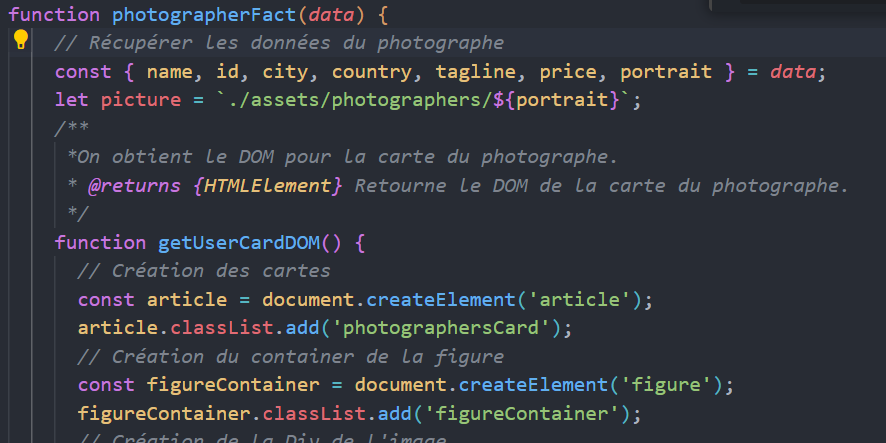 function photographerFact(data) {
// Récupérer les données du photographe
const { name, id, city, country, tagline, price, portrait } = data;
let picture = `./assets/photographers/${portrait}`;
/**
*On obtient le DOM pour la carte du photographe.
* @returns {HTMLElement} Retourne le DOM de la carte du photographe.
*/
function getUserCardDOM() {
// Création des cartes
const article = document.createElement('article');
article.classList.add('photographersCard');
// Création du container de la figure
const figureContainer = document.createElement('figure');
figureContainer.classList.add('figureContainer');
// Création de la Div de l'image